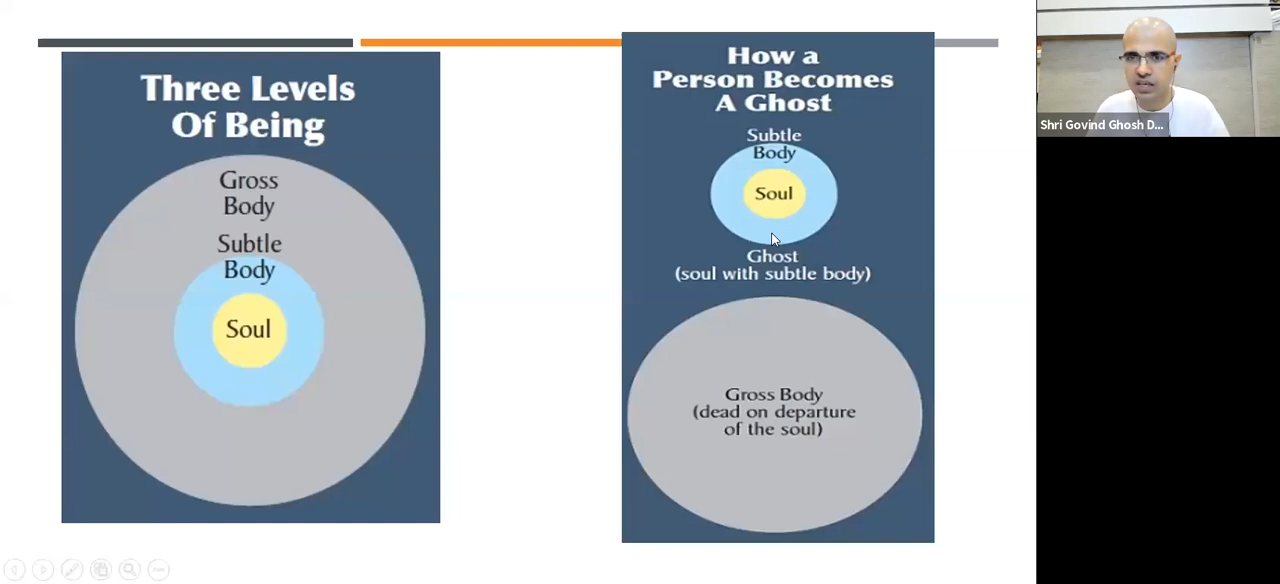 Three Levels
Of Being
Gross
Body
Subtle
Body
Soul
How a
Person Becomes
A Ghost
Subtle
Body
Soul
Ghost
(soul with subtle body)
Gross Body
(dead on departure
of the soul)
Shri Govind Ghosh D...